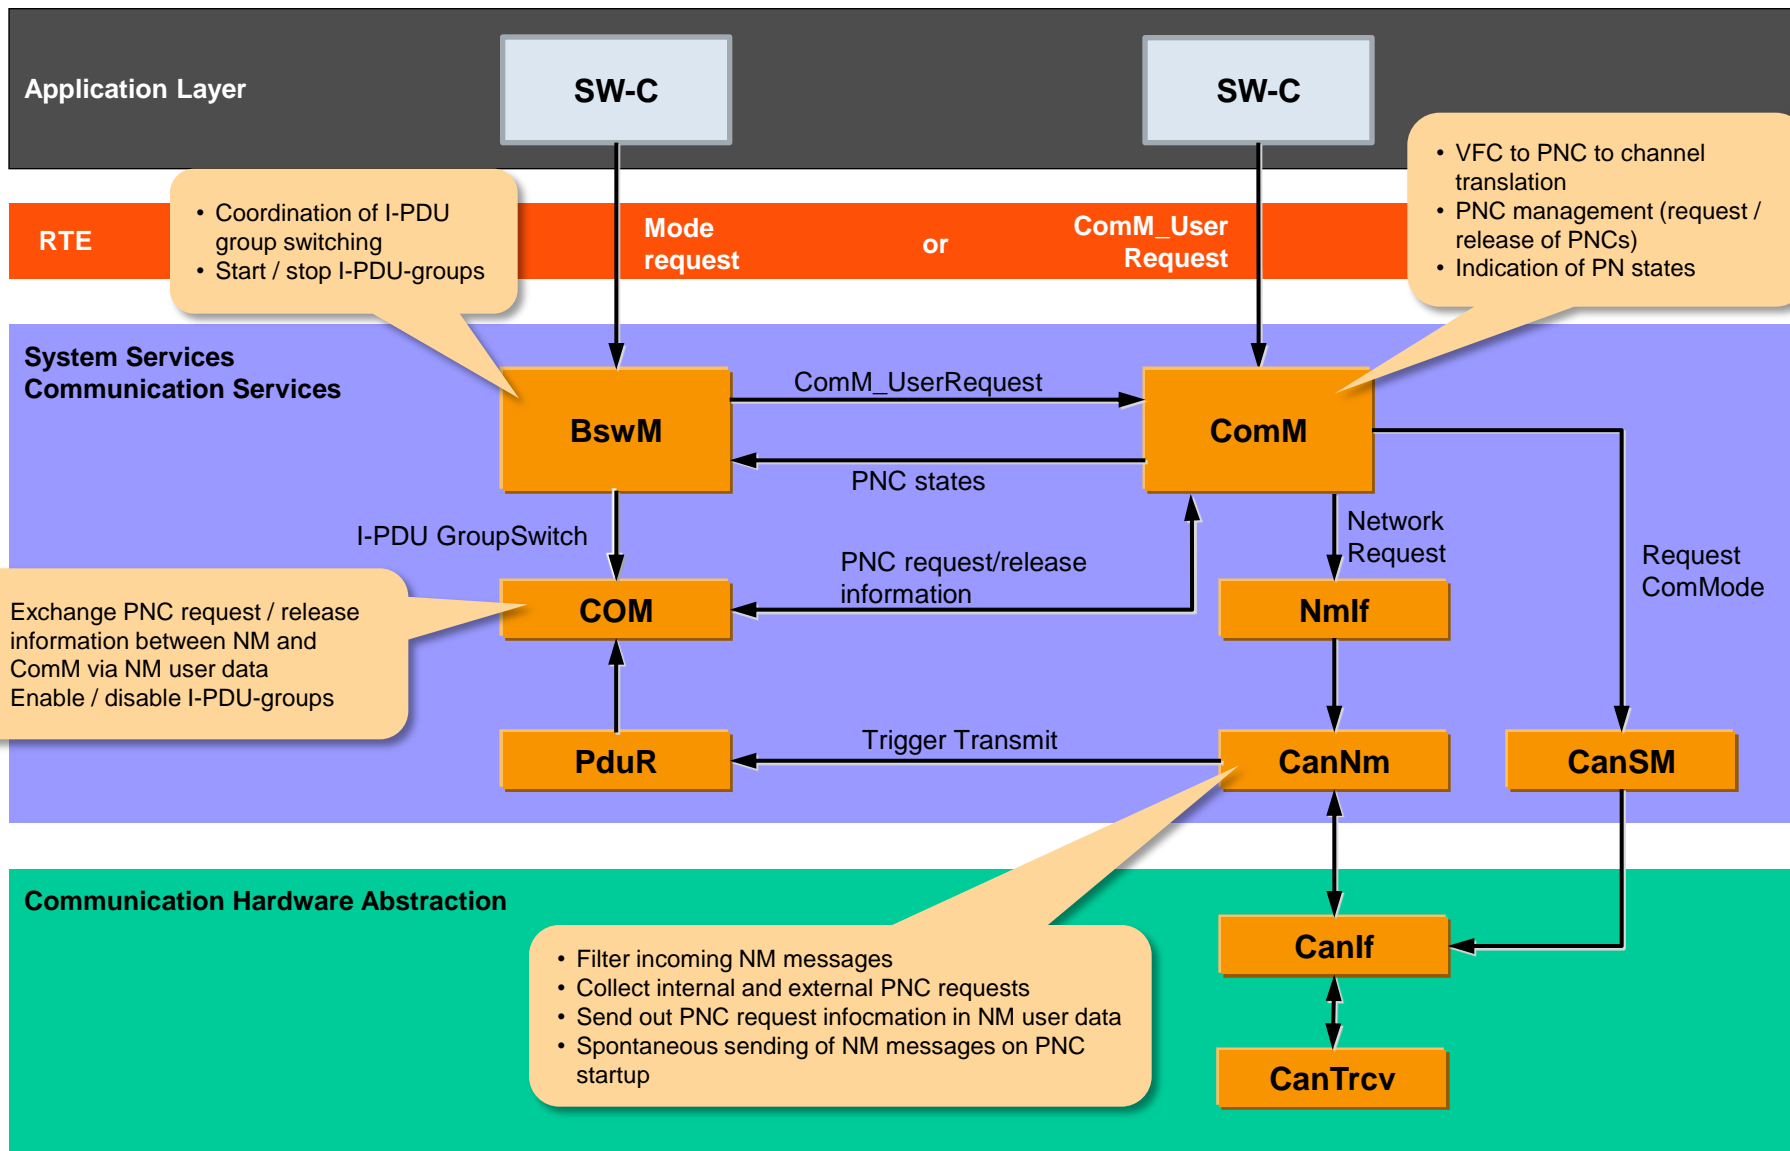 Application Layer
SW-C
SW-C
• VFC to PNC to channel
translation
• PNC management (request /
release of PNCs)
• Indication of PN states
• Coordination of I-PDU
group switching
• Start / stop I-PDU-groups
RTE
Mode
request
or
ComM_User
Request
System Services
Communication Services
BswM
ComM_UserRequest
ComM
PNC states
I-PDU GroupSwitch
PNC request/release
information
Network
Request
Request
ComMode
Exchange PNC request / release
information between NM and
ComM via NM user data
Enable / disable I-PDU-groups
COM
NmIf
PduR
Trigger Transmit
CanNm
CanSM
Communication Hardware Abstraction
• Filter incoming NM messages
• Collect internal and external PNC requests
• Send out PNC request infocmation in NM user data
• Spontaneous sending of NM messages on PNC
startup
CanIf
CanTrcv